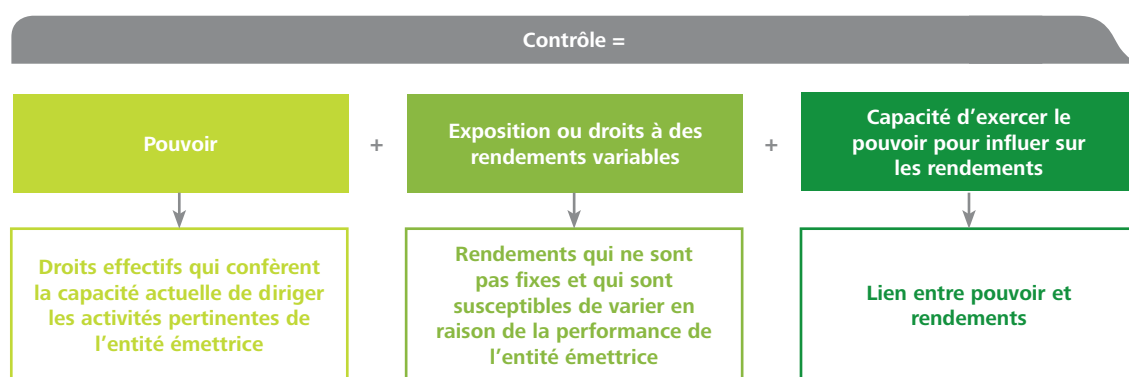 Contrôle =
Pouvoir
+
Exposition ou droits à des
rendements variables
+
Capacité d'exercer le
pouvoir pour influer sur
les rendements
Droits effectifs qui confèrent
la capacité actuelle de diriger
les activités pertinentes de
l'entité émettrice
Rendements qui ne sont
pas fixes et qui sont
susceptibles de varier en
raison de la performance de
l'entité émettrice
Lien entre pouvoir et
rendements